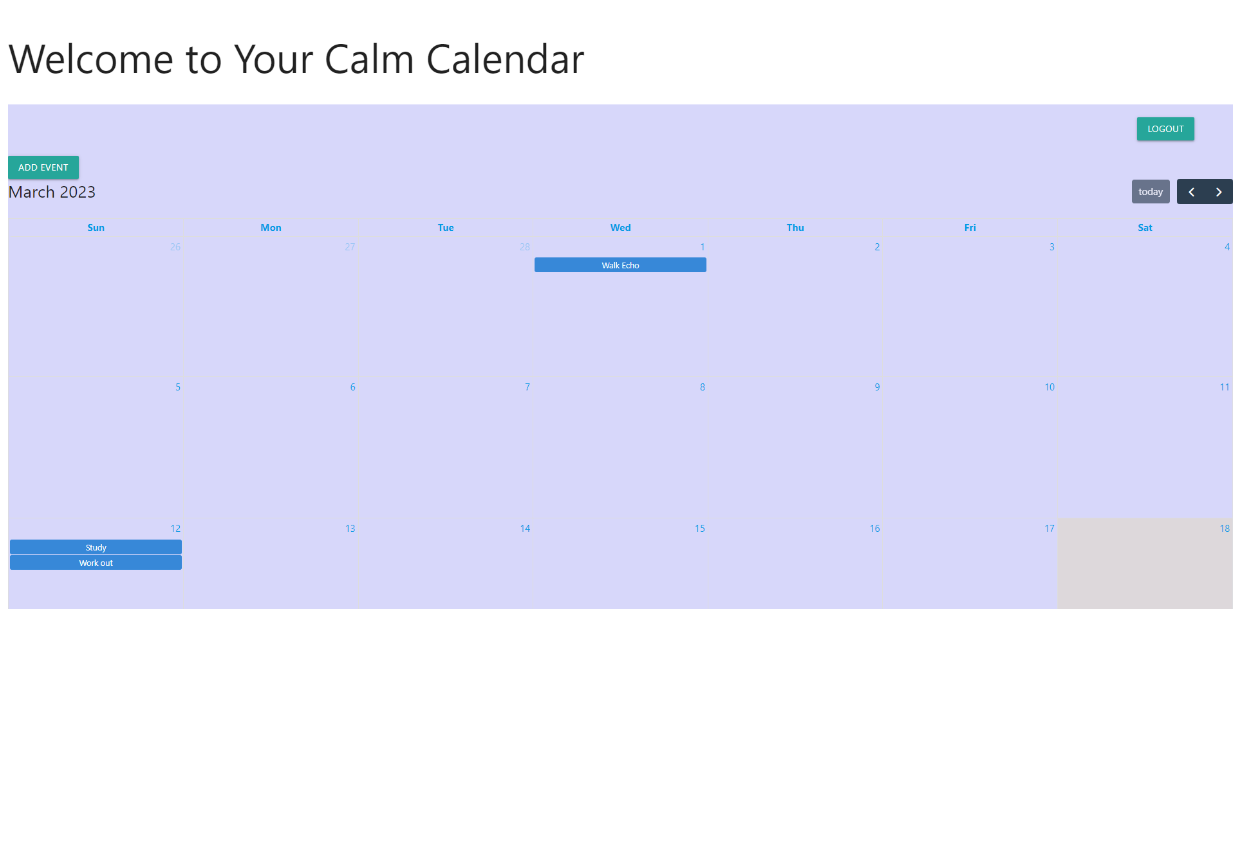 Welcome to Your Calm Calendar
LOGOUT
ADD EVENT
March 2023
today
Sun Mon Tue Wed Thu Fri Sat
26 27 28 1 2 3 4
Walk Echo
5 6 7 8 9 10 11
12 13 14 15 16 17 18
Study
Work out